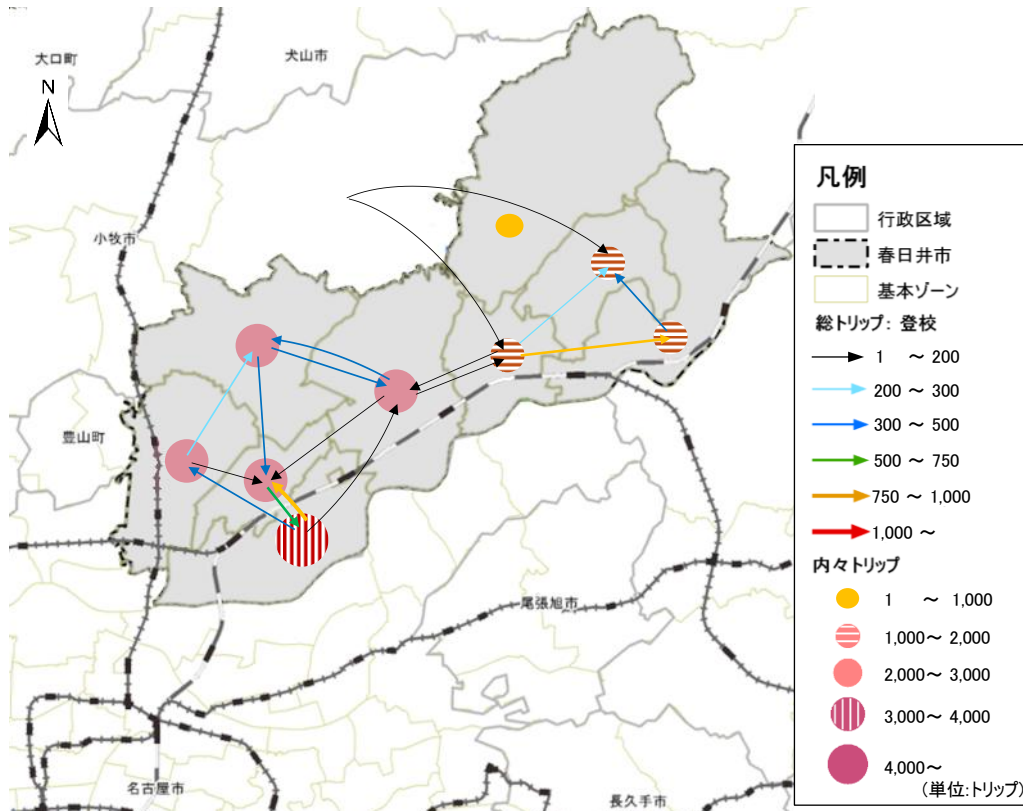 大口町
犬山市
N
小牧市
豊山町
尾張旭市
名古屋市
長久手市
凡例
行政区域
春日井市
基本ゾーン
総トリップ: 登校
1 ～ 200
200 ～ 300
300 ～ 500
500 ～ 750
750 ～ 1,000
1,000 ～
内々トリップ
1 ～ 1,000
1,000～ 2,000
2,000～ 3,000
3,000～ 4,000
4,000～
(単位:トリップ)